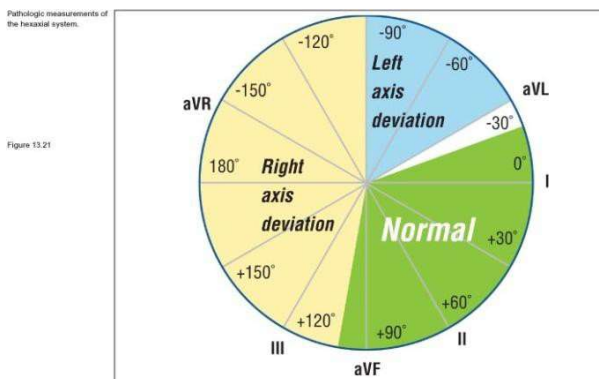 Pathologic measurements of
the hexaxial system.
Figure 13.21
-120°
-90°
-60°
Left
axis
deviation
aVL
-30°
-150°
aVR
180°
Right
axis
deviation
0°
I
Normal
+30°
+150°
+60°
+120°
+90°
II
III
aVF